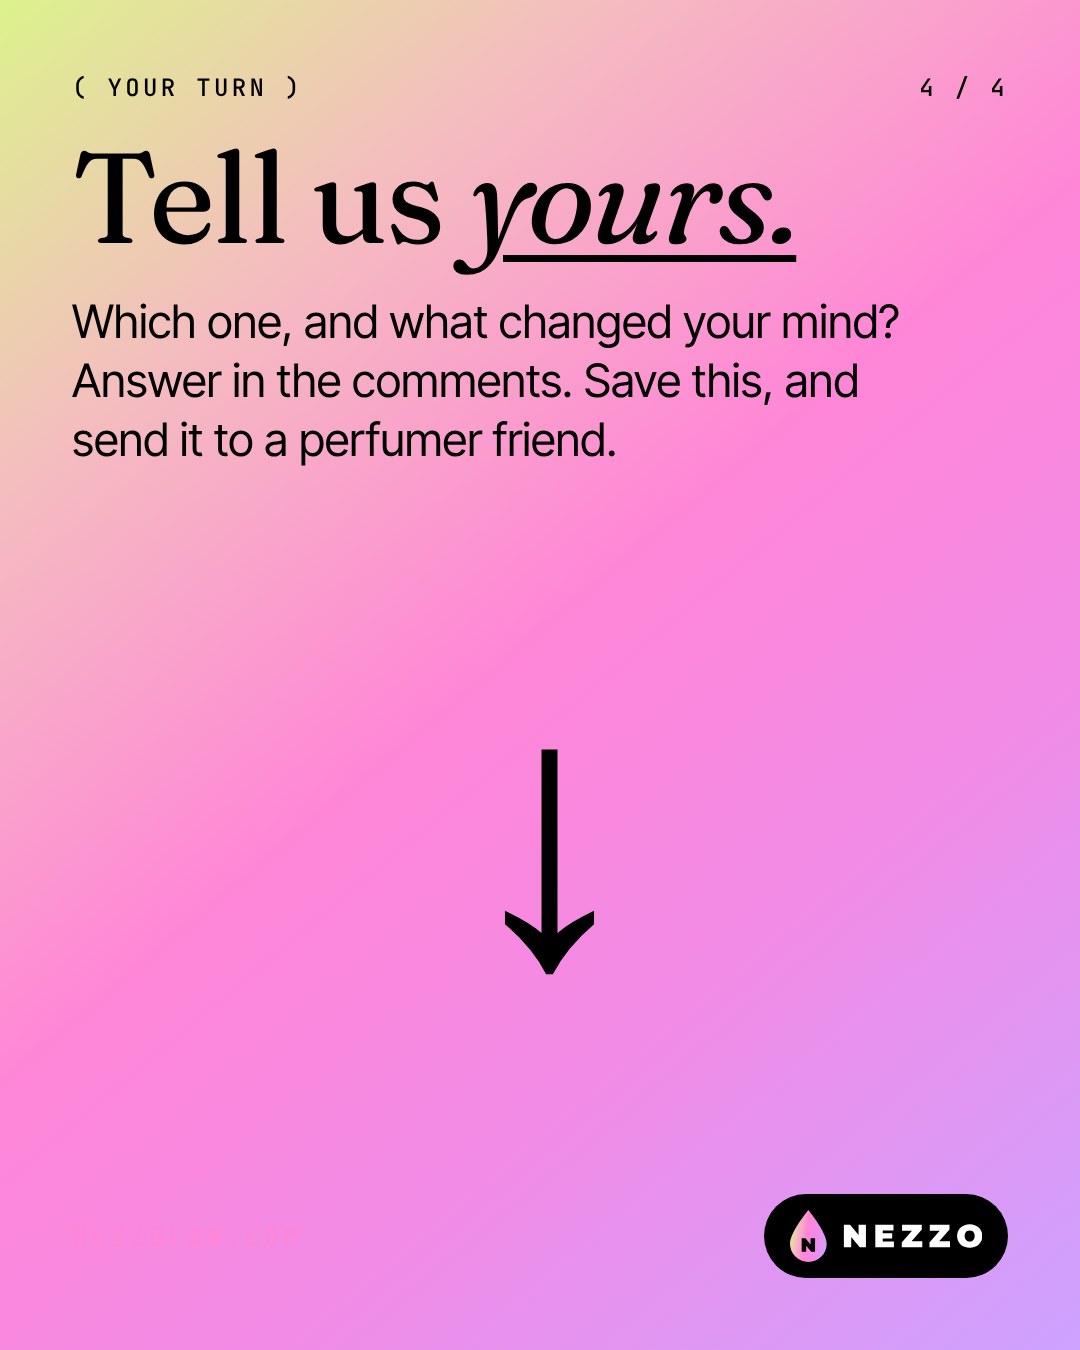 ( YOUR TURN )
4 / 4
Tell us yours.
Which one, and what changed your mind?
Answer in the comments. Save this, and
send it to a perfumer friend.
N NEZZO